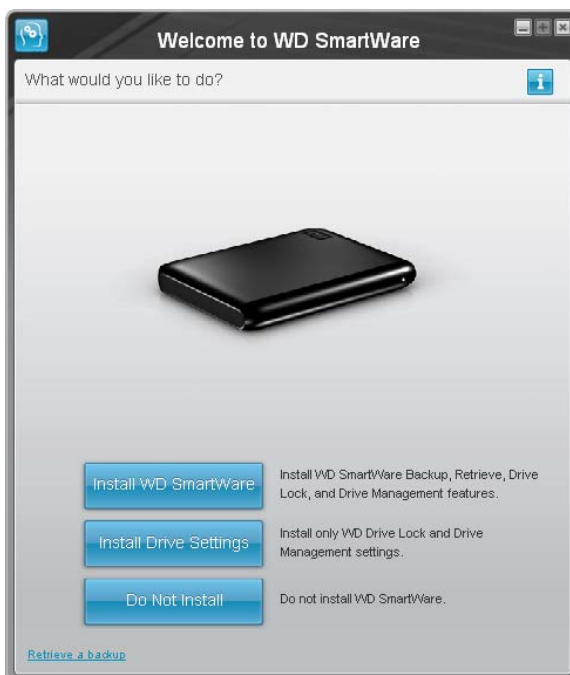 Welcome to WD SmartWare
What would you like to do?
Install WD SmartWare
Install WD SmartWare Backup, Retrieve, Drive
Lock, and Drive Management features.
Install Drive Settings
Install only WD Drive Lock and Drive
Management settings.
Do Not Install
Do not install WD SmartWare.
Retrieve a backup